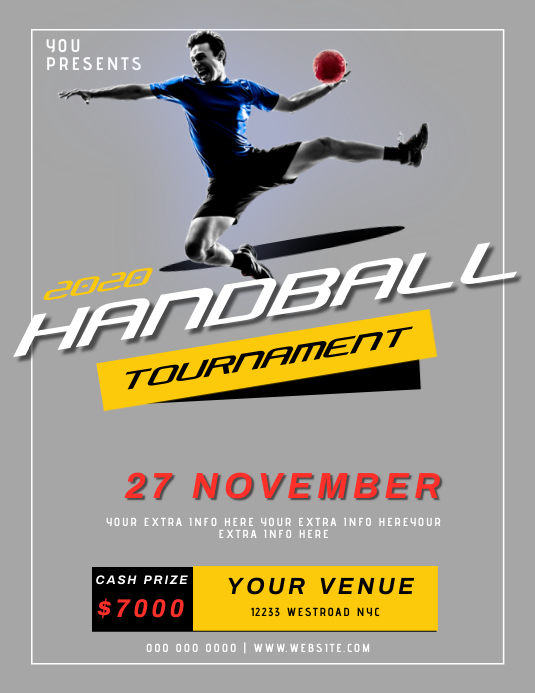 YOU
PRESENTS
2020
HANDBALL
TOURNAMENT
27 NOVEMBER
YOUR EXTRA INFO HERE YOUR EXTRA INFO HEREYOUR
EXTRA INFO HERE
CASH PRIZE
$7000
YOUR VENUE
12233 WESTROAD NYC
000 000 0000 | WWW.WEBSITE.COM